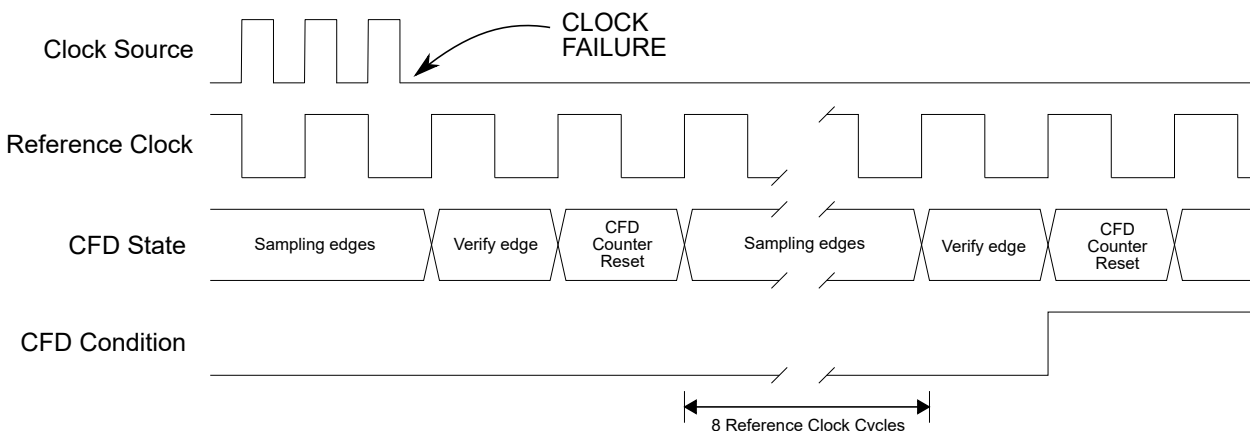 Clock Source
CLOCK
FAILURE
Reference Clock
CFD State
Sampling edges
Verify edge
CFD
Counter
Reset
Sampling edges
Verify edge
CFD
Counter
Reset
CFD Condition
8 Reference Clock Cycles